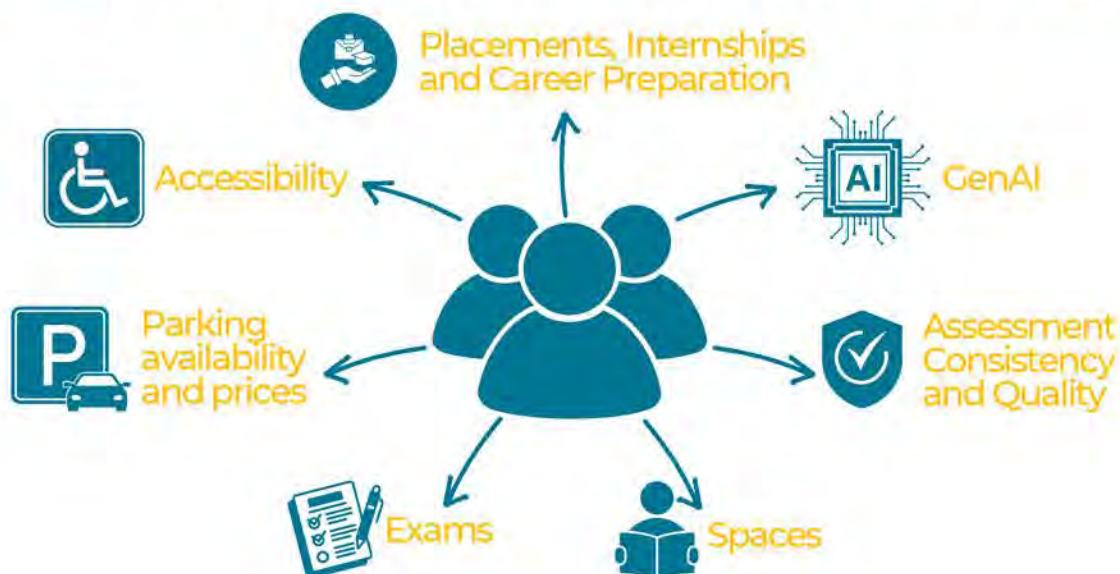 Placements, Internships
and Career Preparation
Accessibility
AI
GenAI
P
Parking
availability
and prices
Assessment
Consistency
and Quality
Exams
Spaces